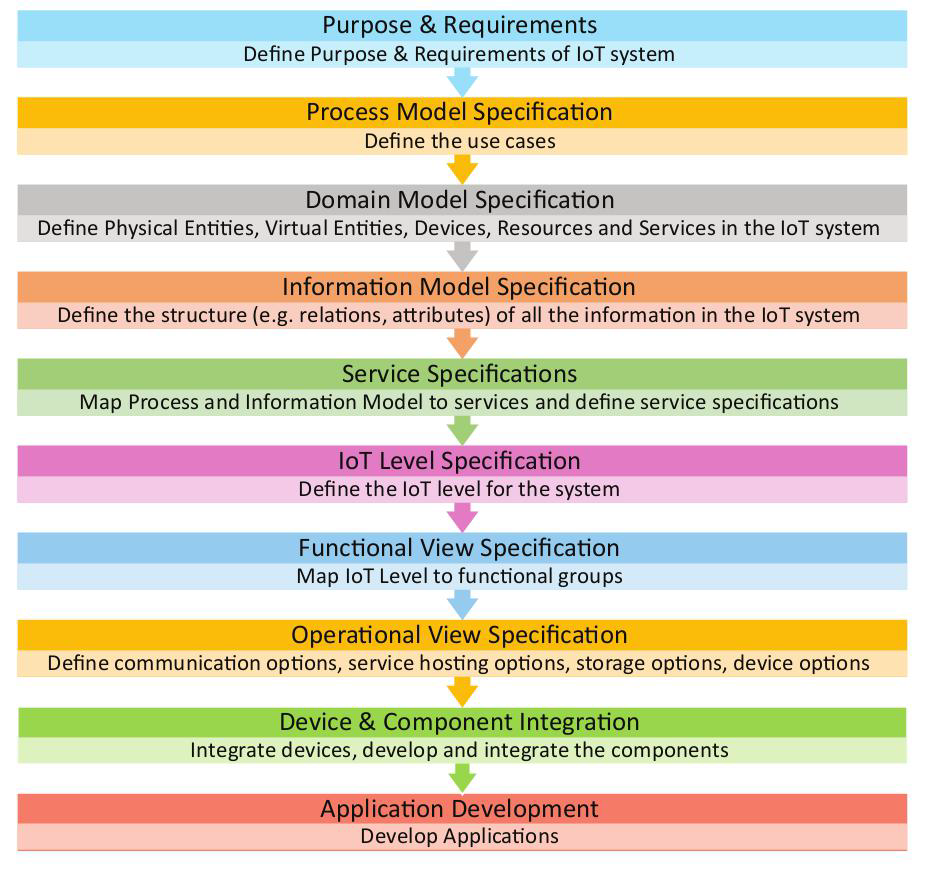 Purpose & Requirements
Define Purpose & Requirements of IoT system
Process Model Specification
Define the use cases
Domain Model Specification
Define Physical Entities, Virtual Entities, Devices, Resources and Services in the IoT system
Information Model Specification
Define the structure (e.g. relations, attributes) of all the information in the IoT system
Service Specifications
Map Process and Information Model to services and define service specifications
IoT Level Specification
Define the IoT level for the system
Functional View Specification
Map IoT Level to functional groups
Operational View Specification
Define communication options, service hosting options, storage options, device options
Device & Component Integration
Integrate devices, develop and integrate the components
Application Development
Develop Applications